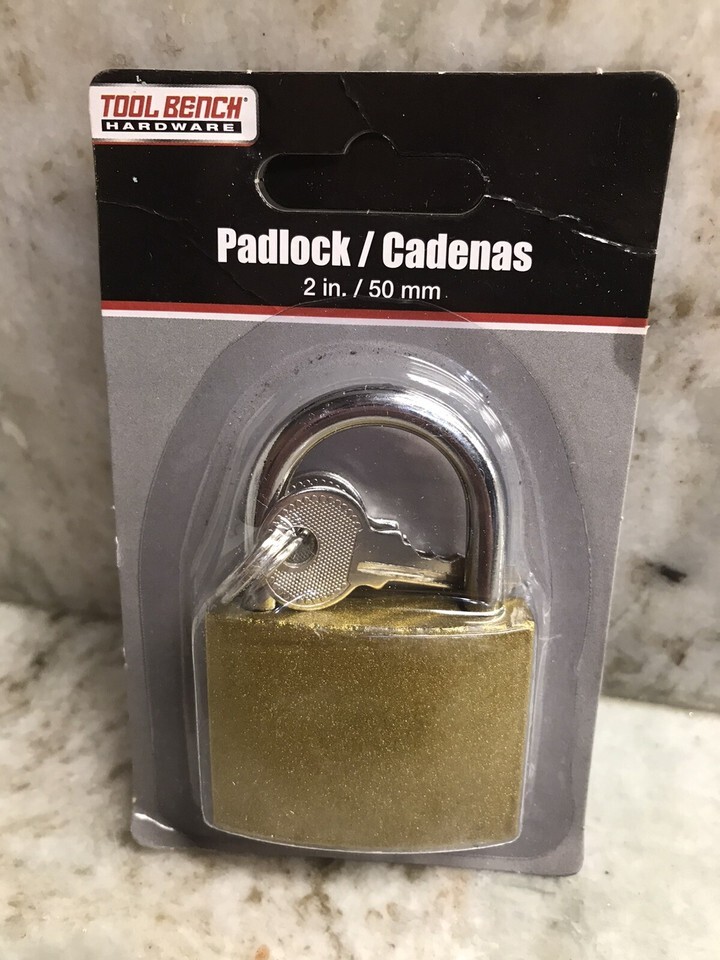 TOOL BENCH®
HARDWARE
Padlock / Cadenas
2 in. / 50 mm